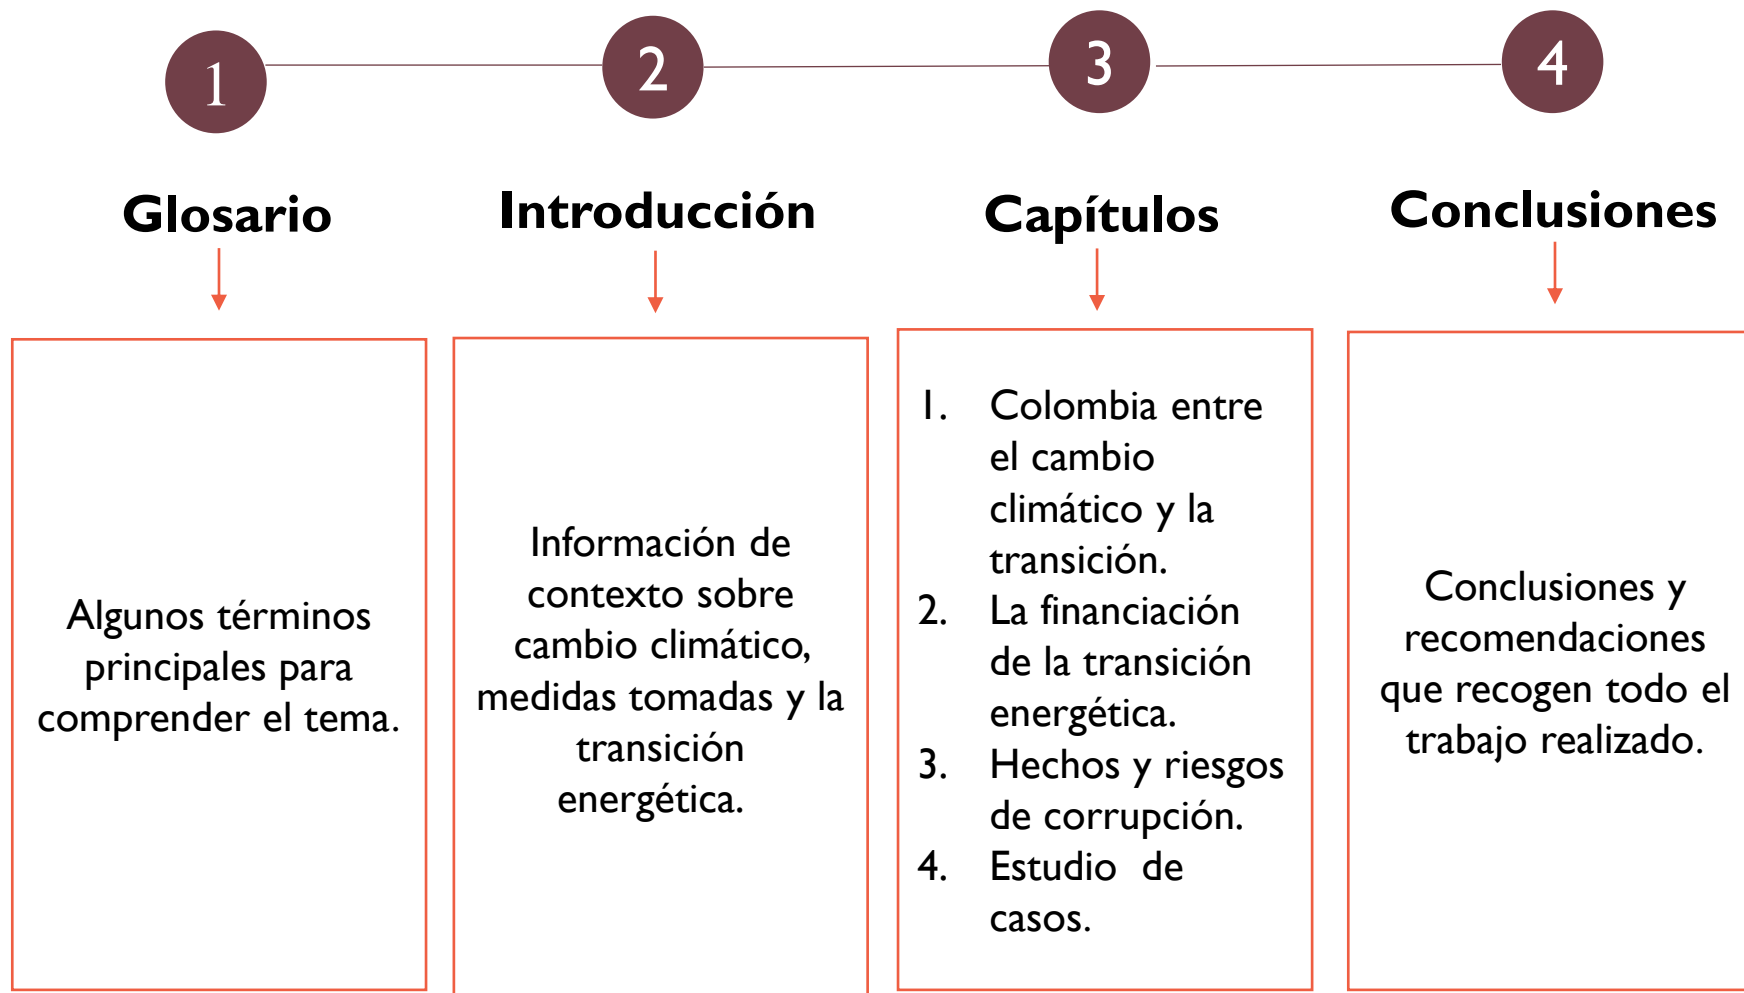 1
2
3
4
Glosario
Introducción
Capítulos
Conclusiones
Algunos términos
principales para
comprender el tema.
Información de
contexto sobre
cambio climático,
medidas tomadas y la
transición
energética.
1. Colombia entre
el cambio
climático y la
transición.
2. La financiación
de la transición
energética.
3. Hechos y riesgos
de corrupción.
4. Estudio de
casos.
Conclusiones y
recomendaciones
que recogen todo el
trabajo realizado.